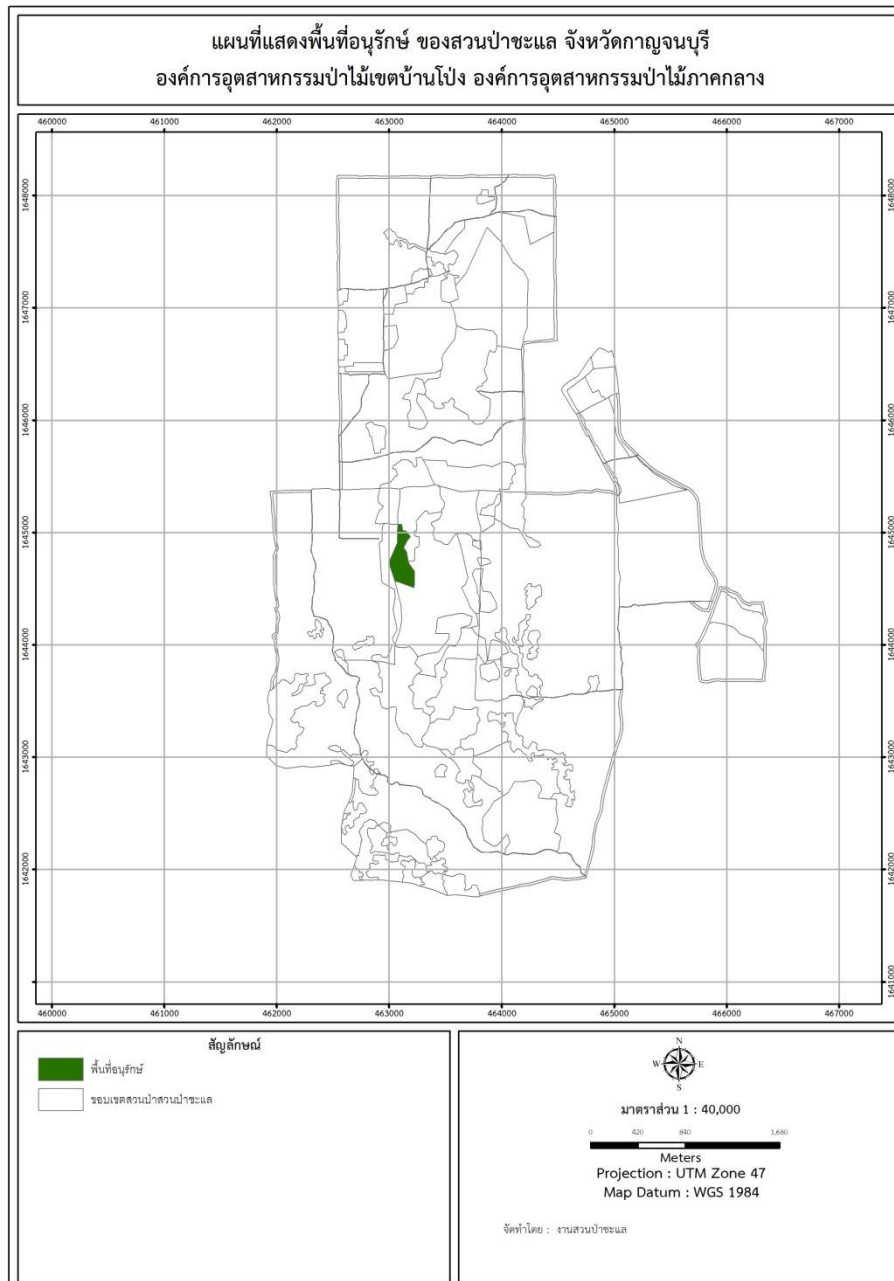 แผนที่แสดงพื้นที่อนุรักษ์ ของสวนป่าชะแล จังหวัดกาญจนบุรี
องค์การอุตสาหกรรมป่าไม้เขตบ้านโป่ง องค์การอุตสาหกรรมป่าไม้ภาคกลาง
460000 461000 462000 463000 464000 465000 466000 467000
1648000 1648000
1647000 1647000
1646000 1646000
1645000 1645000
1644000 1644000
1643000 1643000
1642000 1642000
1641000 1641000
460000 461000 462000 463000 464000 465000 466000 467000
สัญลักษณ์
พื้นที่อนุรักษ์
ขอบเขตสวนป่าสวนป่าชะแล
N
W E
S
มาตราส่วน 1 : 40,000
0 420 840 1,680
Meters
Projection : UTM Zone 47
Map Datum : WGS 1984
จัดทำโดย : งานสวนป่าชะแล